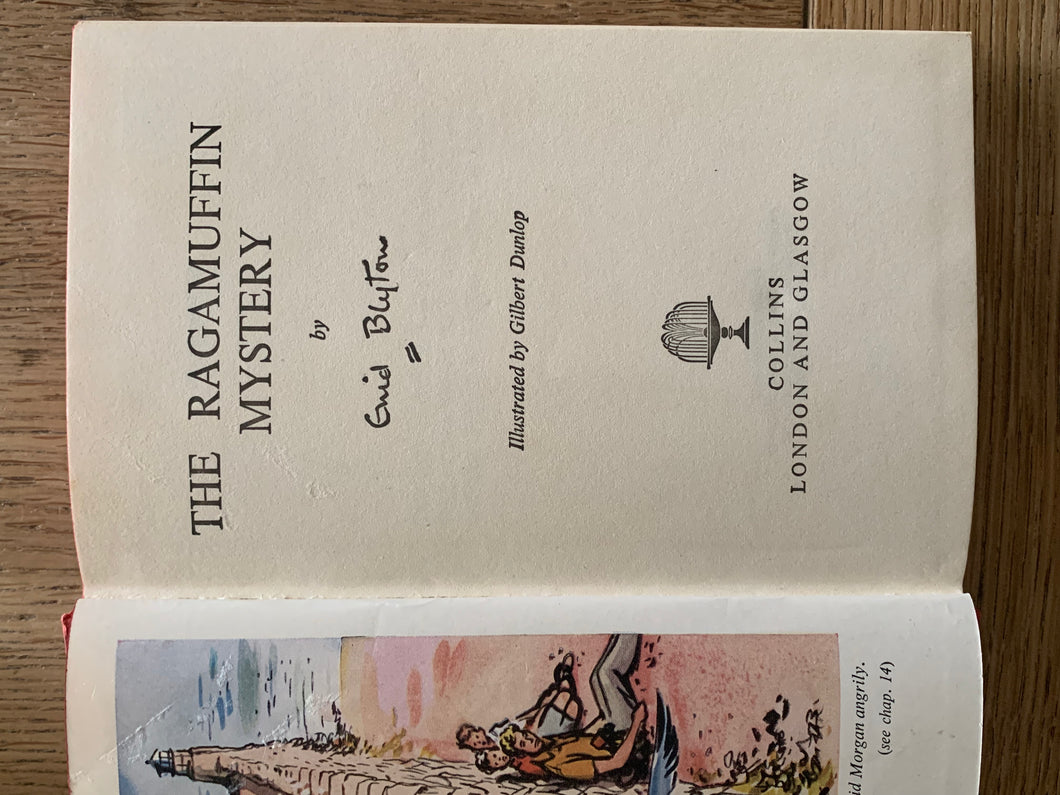 THE RAGAMUFFIN
MYSTERY
by
Enid Blyton
Illustrated by Gilbert Dunlop
COLLINS
LONDON AND GLASGOW
Morgan angrily.
(see chap. 14)